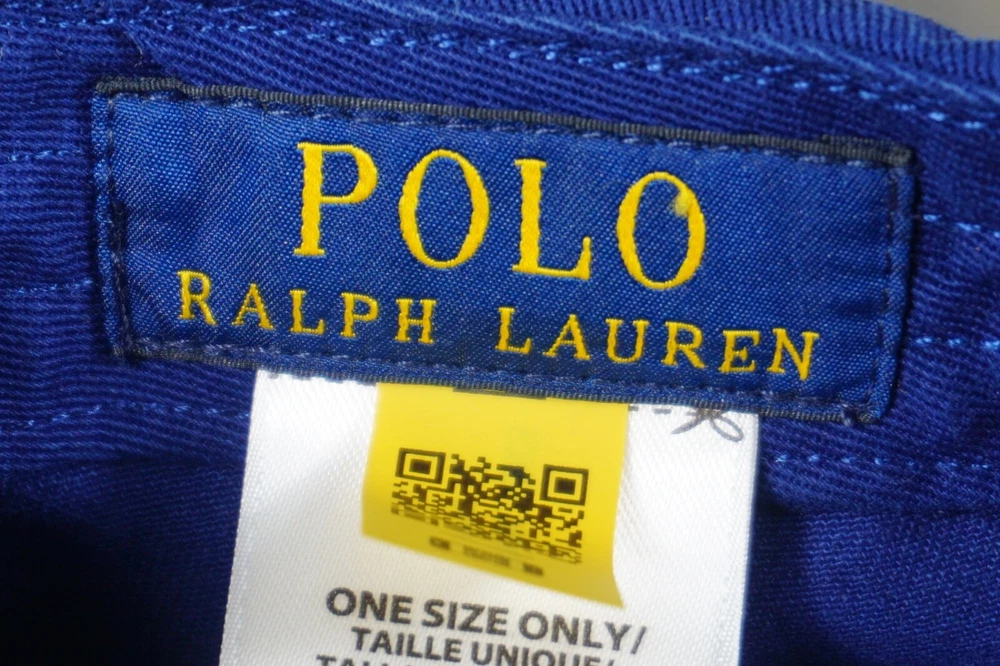 POLO
RALPH LAUREN
ONE SIZE ONLY/
TAILLE UNIQUE/